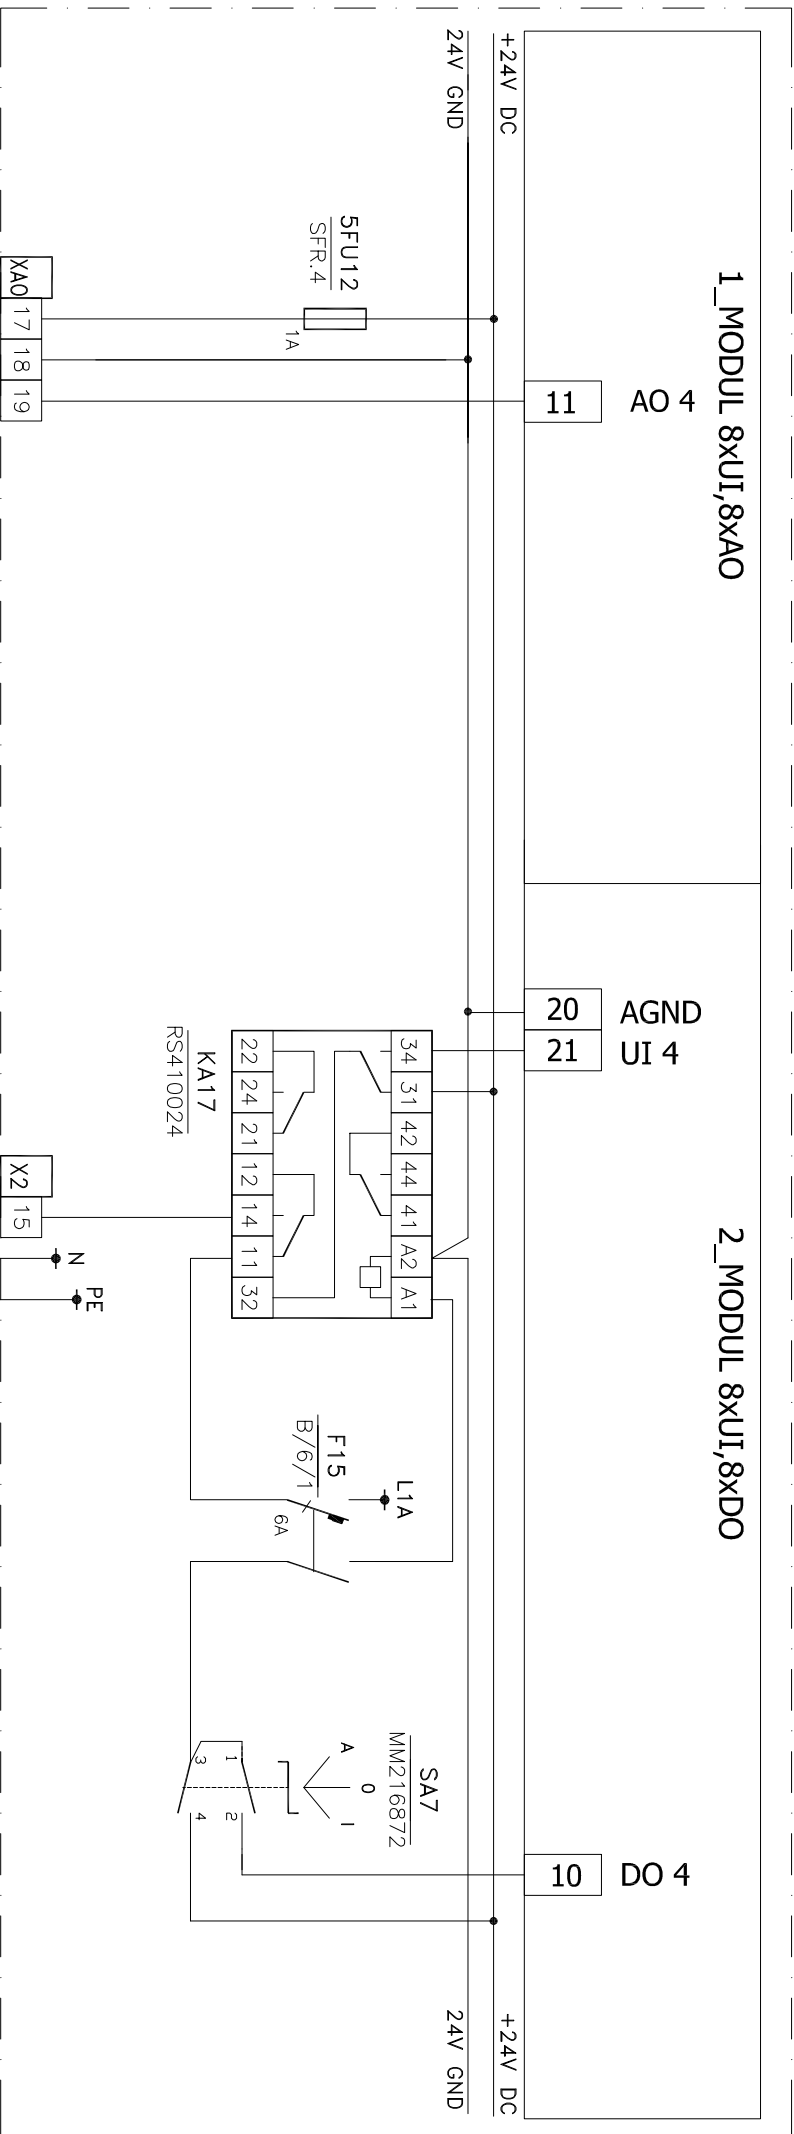 1_MODUL 8xUI,8xAO
2_MODUL 8xUI,8xDO
11
AO 4
20
AGND
21
UI 4
10
DO 4
+24V DC
24V GND
+24V DC
24V GND
5FU12
SFR.4
1A
XA0
17
18
19
34
31
42
44
41
A2
A1
22
24
21
12
14
11
32
KA17
RS410024
X2
15
N
PE
L1A
F15
B/6/1
6A
SA7
MM216872
A
0
I
1
2
3
4